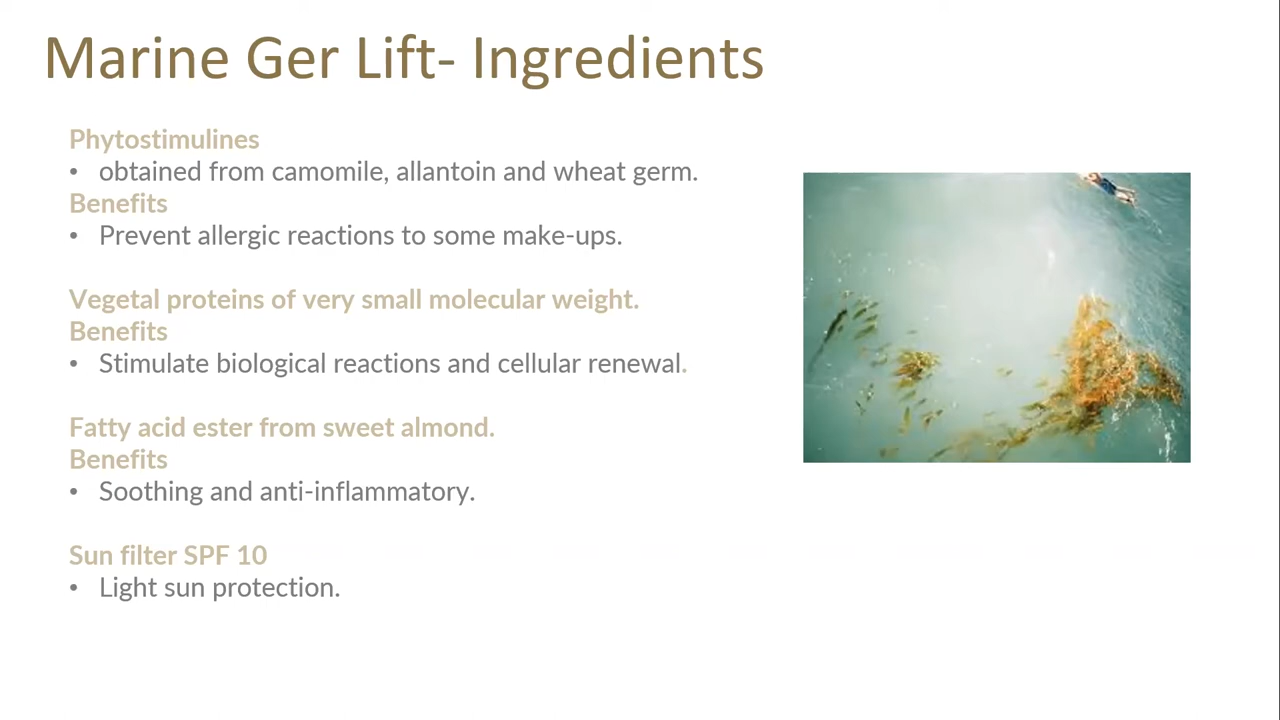 Marine Ger Lift- Ingredients
Phytostimulines
• obtained from camomile, allantoin and wheat germ.
Benefits
• Prevent allergic reactions to some make-ups.
Vegetal proteins of very small molecular weight.
Benefits
• Stimulate biological reactions and cellular renewal.
Fatty acid ester from sweet almond.
Benefits
• Soothing and anti-inflammatory.
Sun filter SPF 10
• Light sun protection.